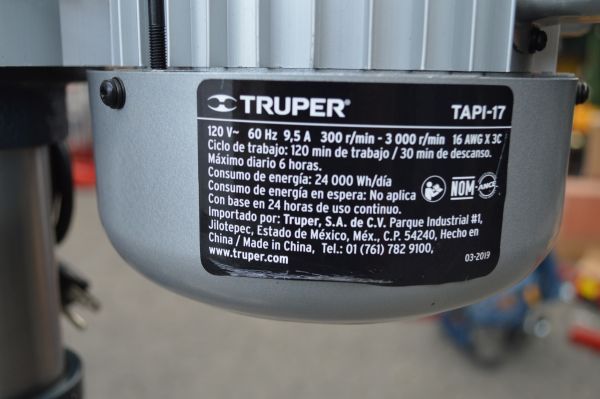 TRUPER® TAPI-17
120 V~ 60 Hz 9,5 A 300 r/min - 3 000 r/min 16 AWG X 3C
Ciclo de trabajo: 120 min de trabajo / 30 min de descanso.
Máximo diario 6 horas.
Consumo de energía: 24 000 Wh/día
Consumo de energía en espera: No aplica
Con base en 24 horas de uso continuo.
NOM ANCE
Importado por: Truper, S.A. de C.V. Parque Industrial #1,
Jilotepec, Estado de México, Méx., C.P. 54240, Hecho en
China / Made in China, Tel.: 01 (761) 782 9100,
www.truper.com 03-2019